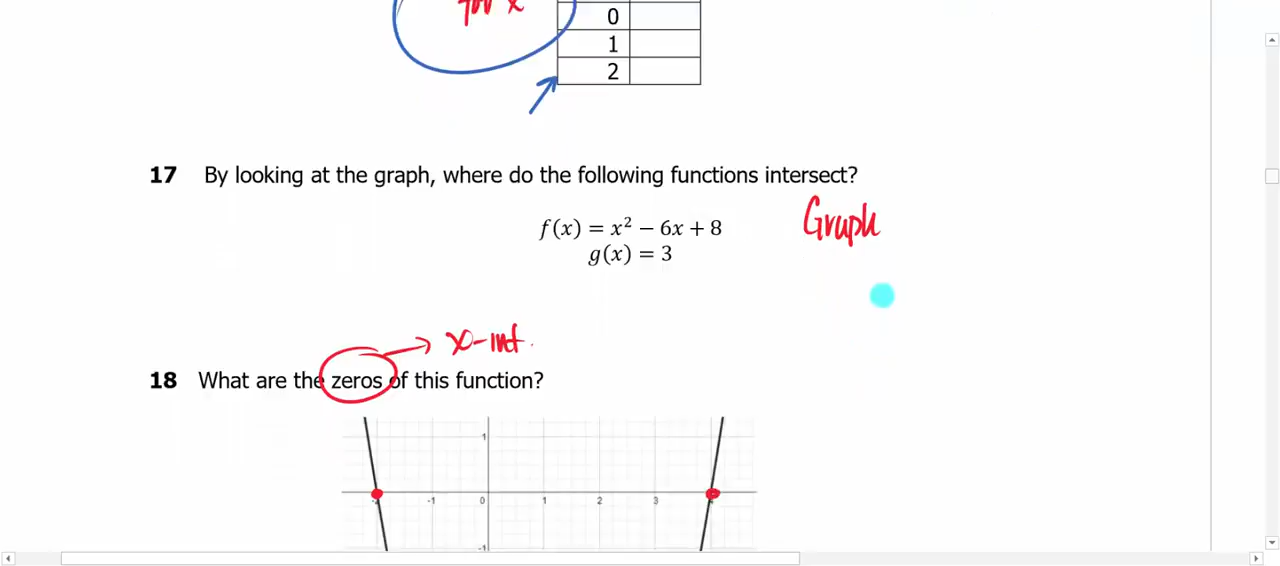 for x
0
1
2
17 By looking at the graph, where do the following functions intersect?
f(x) = x² − 6x + 8
Graph
g(x) = 3
x-int.
18 What are the zeros of this function?
1
-1 0 1 2 3
-1